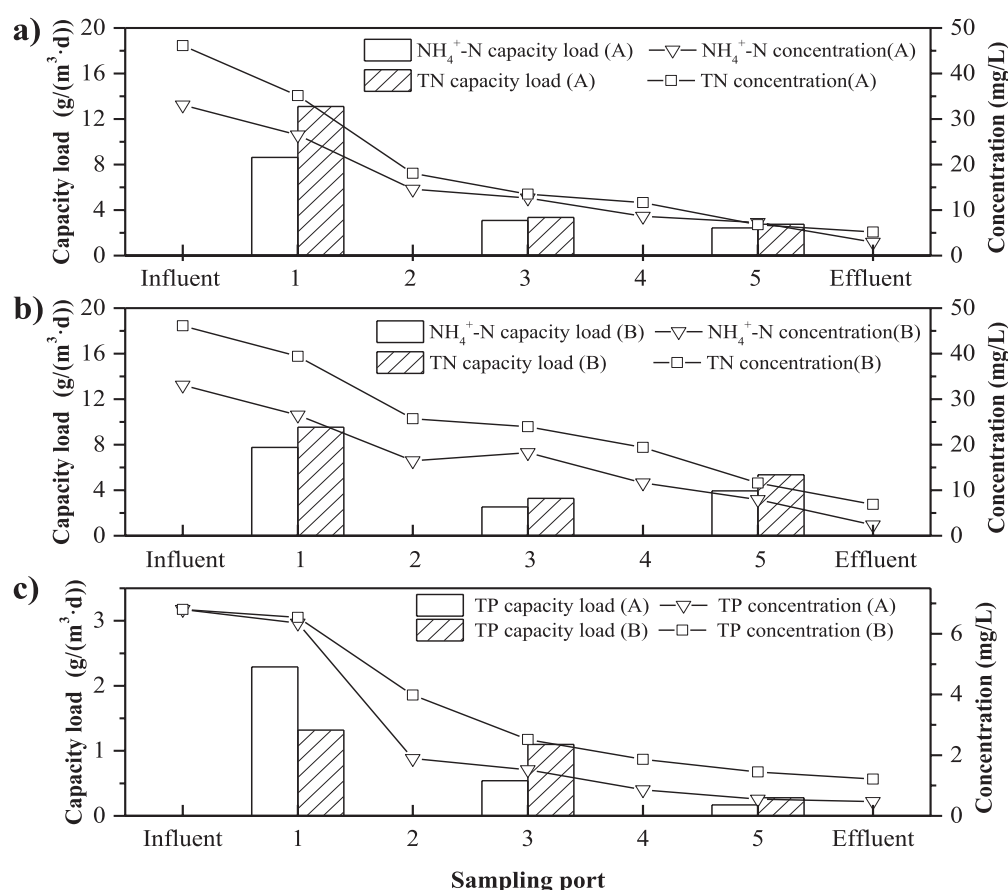 a)
Capacity load (g/(m³·d))
20
16
12
8
4
0
NH₄⁺-N capacity load (A)
NH₄⁺-N concentration(A)
TN capacity load (A)
TN concentration(A)
50
40
30
20
10
0
Concentration (mg/L)
Influent 1 2 3 4 5 Effluent
b)
Capacity load (g/(m³·d))
20
16
12
8
4
0
NH₄⁺-N capacity load (B)
NH₄⁺-N concentration(B)
TN capacity load (B)
TN concentration(B)
50
40
30
20
10
0
Concentration (mg/L)
Influent 1 2 3 4 5 Effluent
c)
Capacity load (g/(m³·d))
3
2
1
0
TP capacity load (A)
TP concentration (A)
TP capacity load (B)
TP concentration (B)
6
4
2
0
Concentration (mg/L)
Influent 1 2 3 4 5 Effluent
Sampling port